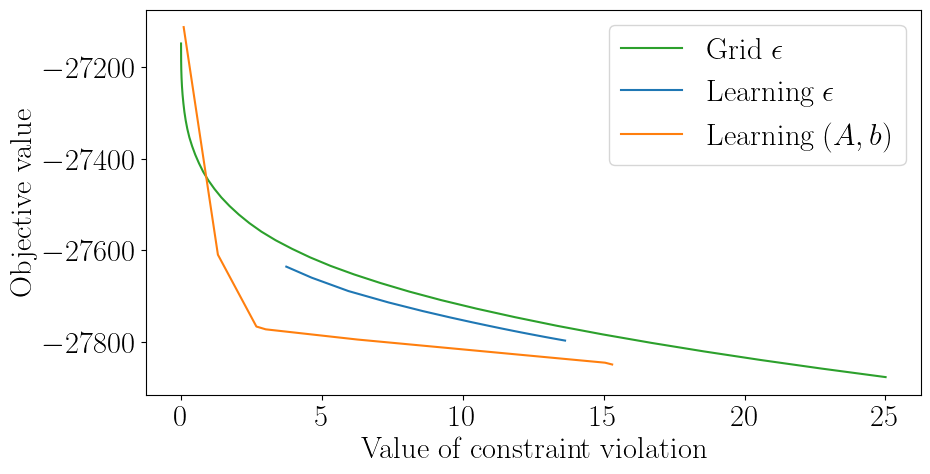 Objective value
−27200
−27400
−27600
−27800
Grid ϵ
Learning ϵ
Learning (A, b)
0 5 10 15 20 25
Value of constraint violation